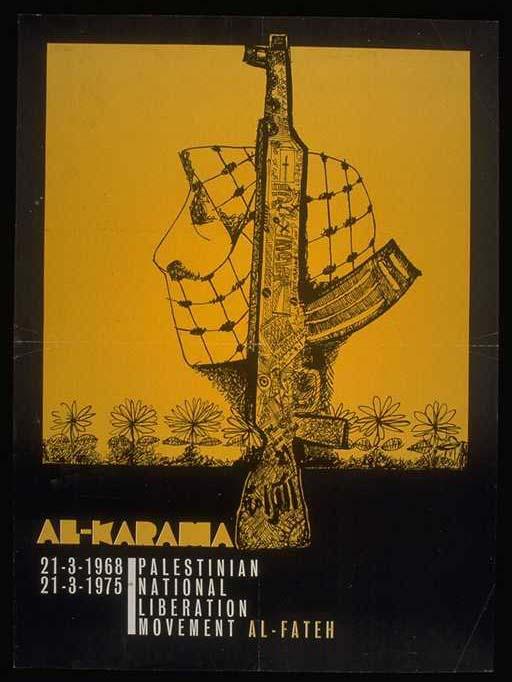 AL-KARAMA
21-3-1968
21-3-1975
PALESTINIAN
NATIONAL
LIBERATION
MOVEMENT AL-FATEH